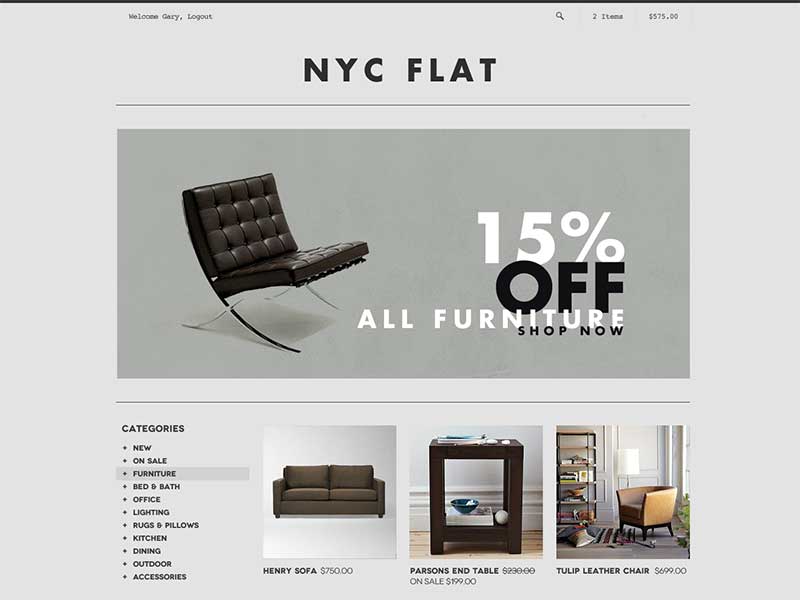 Welcome Gary, Logout
2 Items
$575.00
NYC FLAT
15%
OFF
ALL FURNITURE
SHOP NOW
CATEGORIES
+ NEW
+ ON SALE
+ FURNITURE
+ BED & BATH
+ OFFICE
+ LIGHTING
+ RUGS & PILLOWS
+ KITCHEN
+ DINING
+ OUTDOOR
+ ACCESSORIES
HENRY SOFA $750.00
PARSONS END TABLE $230.00
ON SALE $199.00
TULIP LEATHER CHAIR $699.00